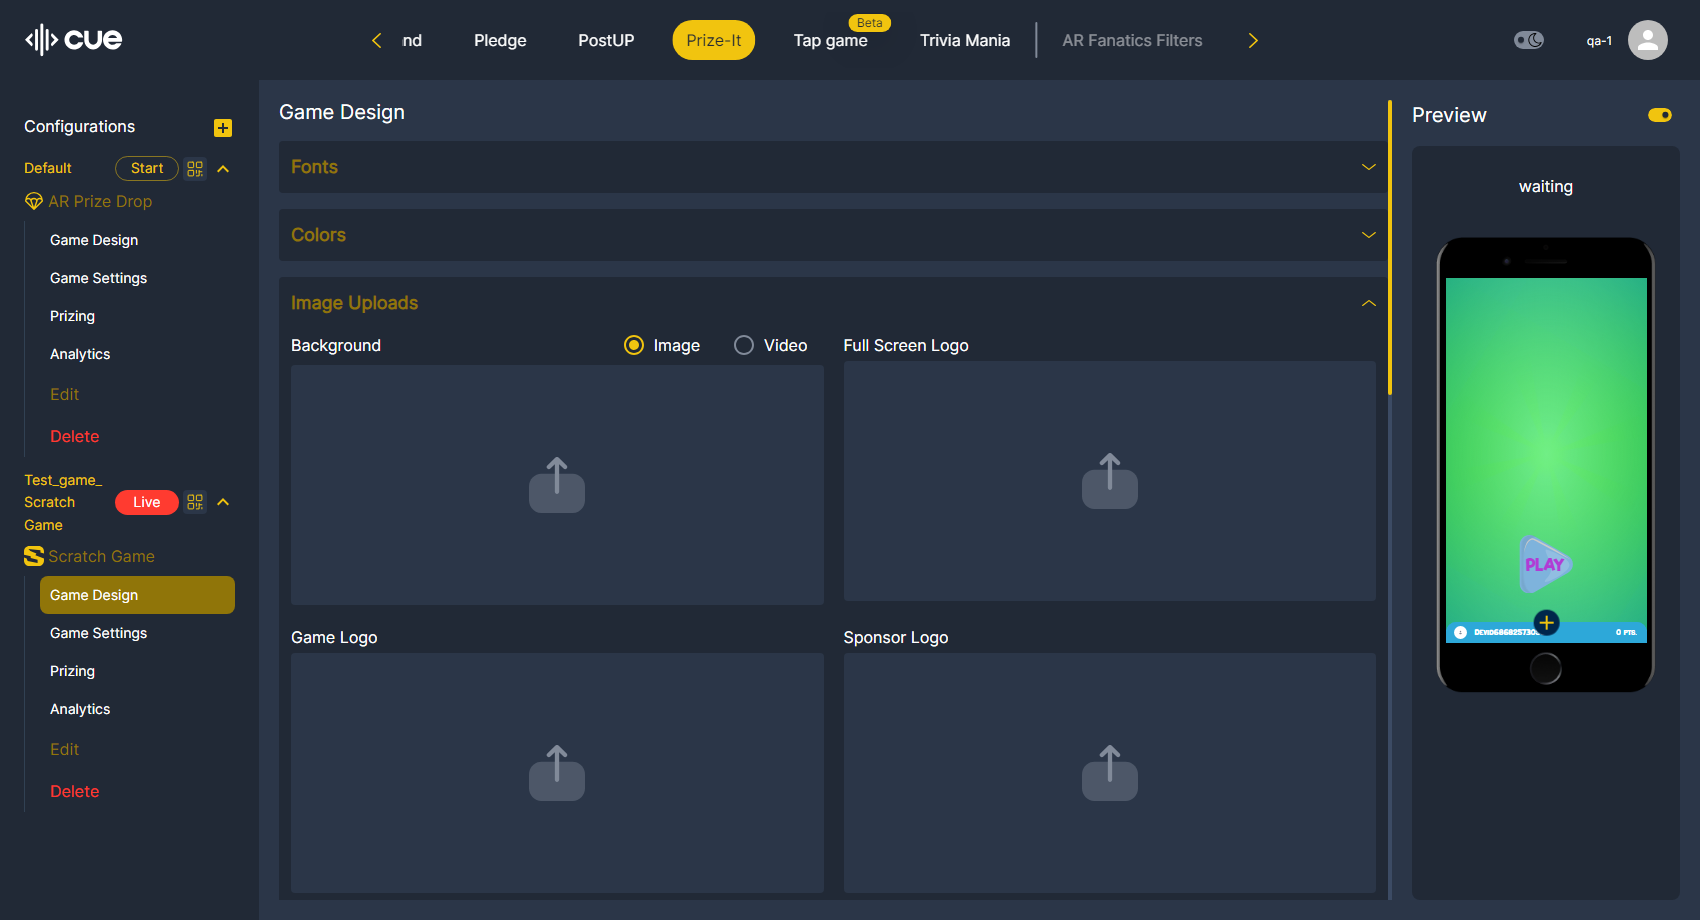 cue
nd
Pledge
PostUP
Prize-It
Tap game
Beta
Trivia Mania
AR Fanatics Filters
qa-1
Configurations
Default
Start
AR Prize Drop
Game Design
Game Settings
Prizing
Analytics
Edit
Delete
Test_game_
Scratch
Game
Live
Scratch Game
Game Design
Game Settings
Prizing
Analytics
Edit
Delete
Game Design
Fonts
Colors
Image Uploads
Background
Image
Video
Full Screen Logo
Game Logo
Sponsor Logo
Preview
waiting
PLAY
0 PTS.